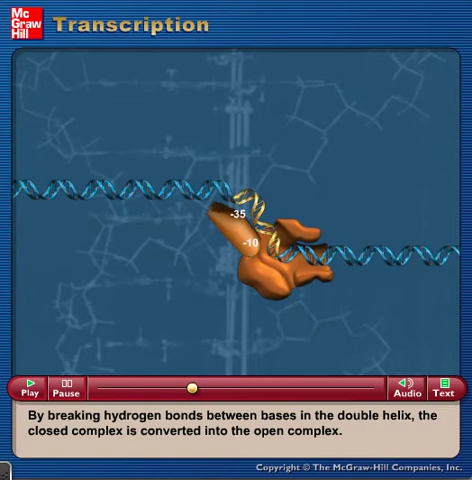 Mc
Graw
Hill
Transcription
-35
-10
Play
Pause
Audio
Text
By breaking hydrogen bonds between bases in the double helix, the
closed complex is converted into the open complex.
Copyright © The McGraw-Hill Companies, Inc.